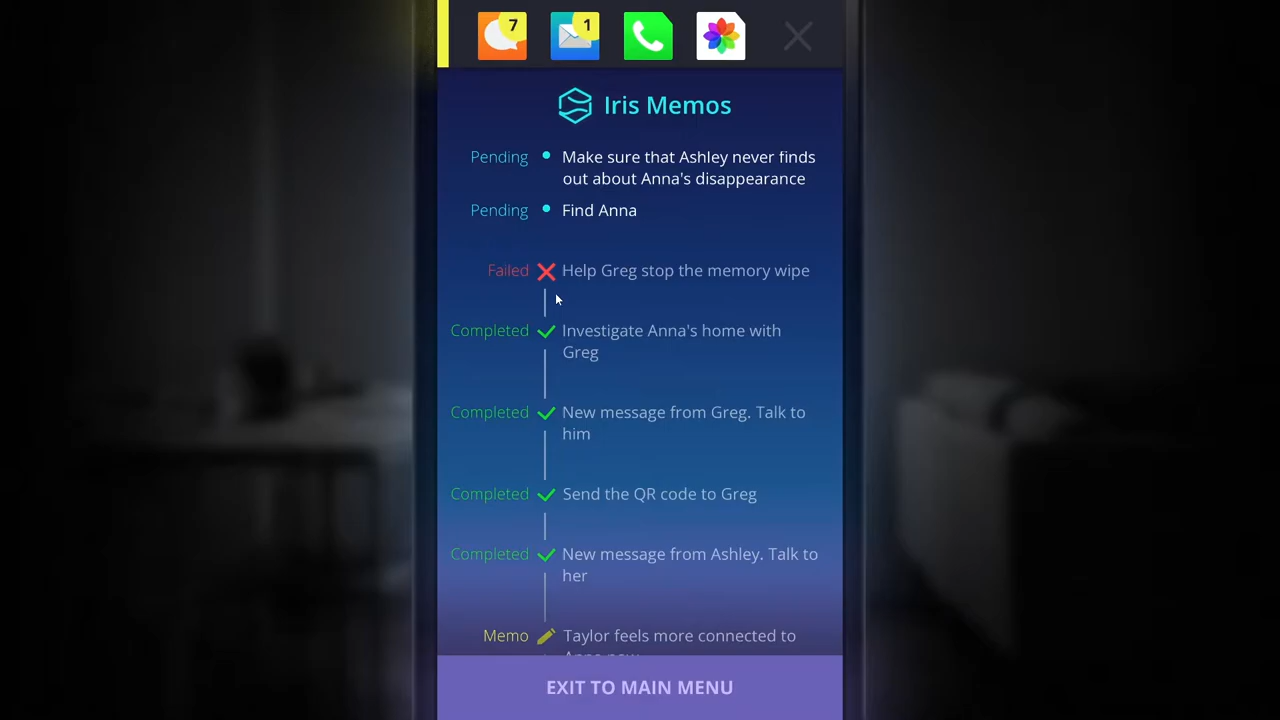 7
1
Iris Memos
Pending
Make sure that Ashley never finds
out about Anna's disappearance
Pending
Find Anna
Failed
Help Greg stop the memory wipe
Completed
Investigate Anna's home with
Greg
Completed
New message from Greg. Talk to
him
Completed
Send the QR code to Greg
Completed
New message from Ashley. Talk to
her
Memo
Taylor feels more connected to
EXIT TO MAIN MENU